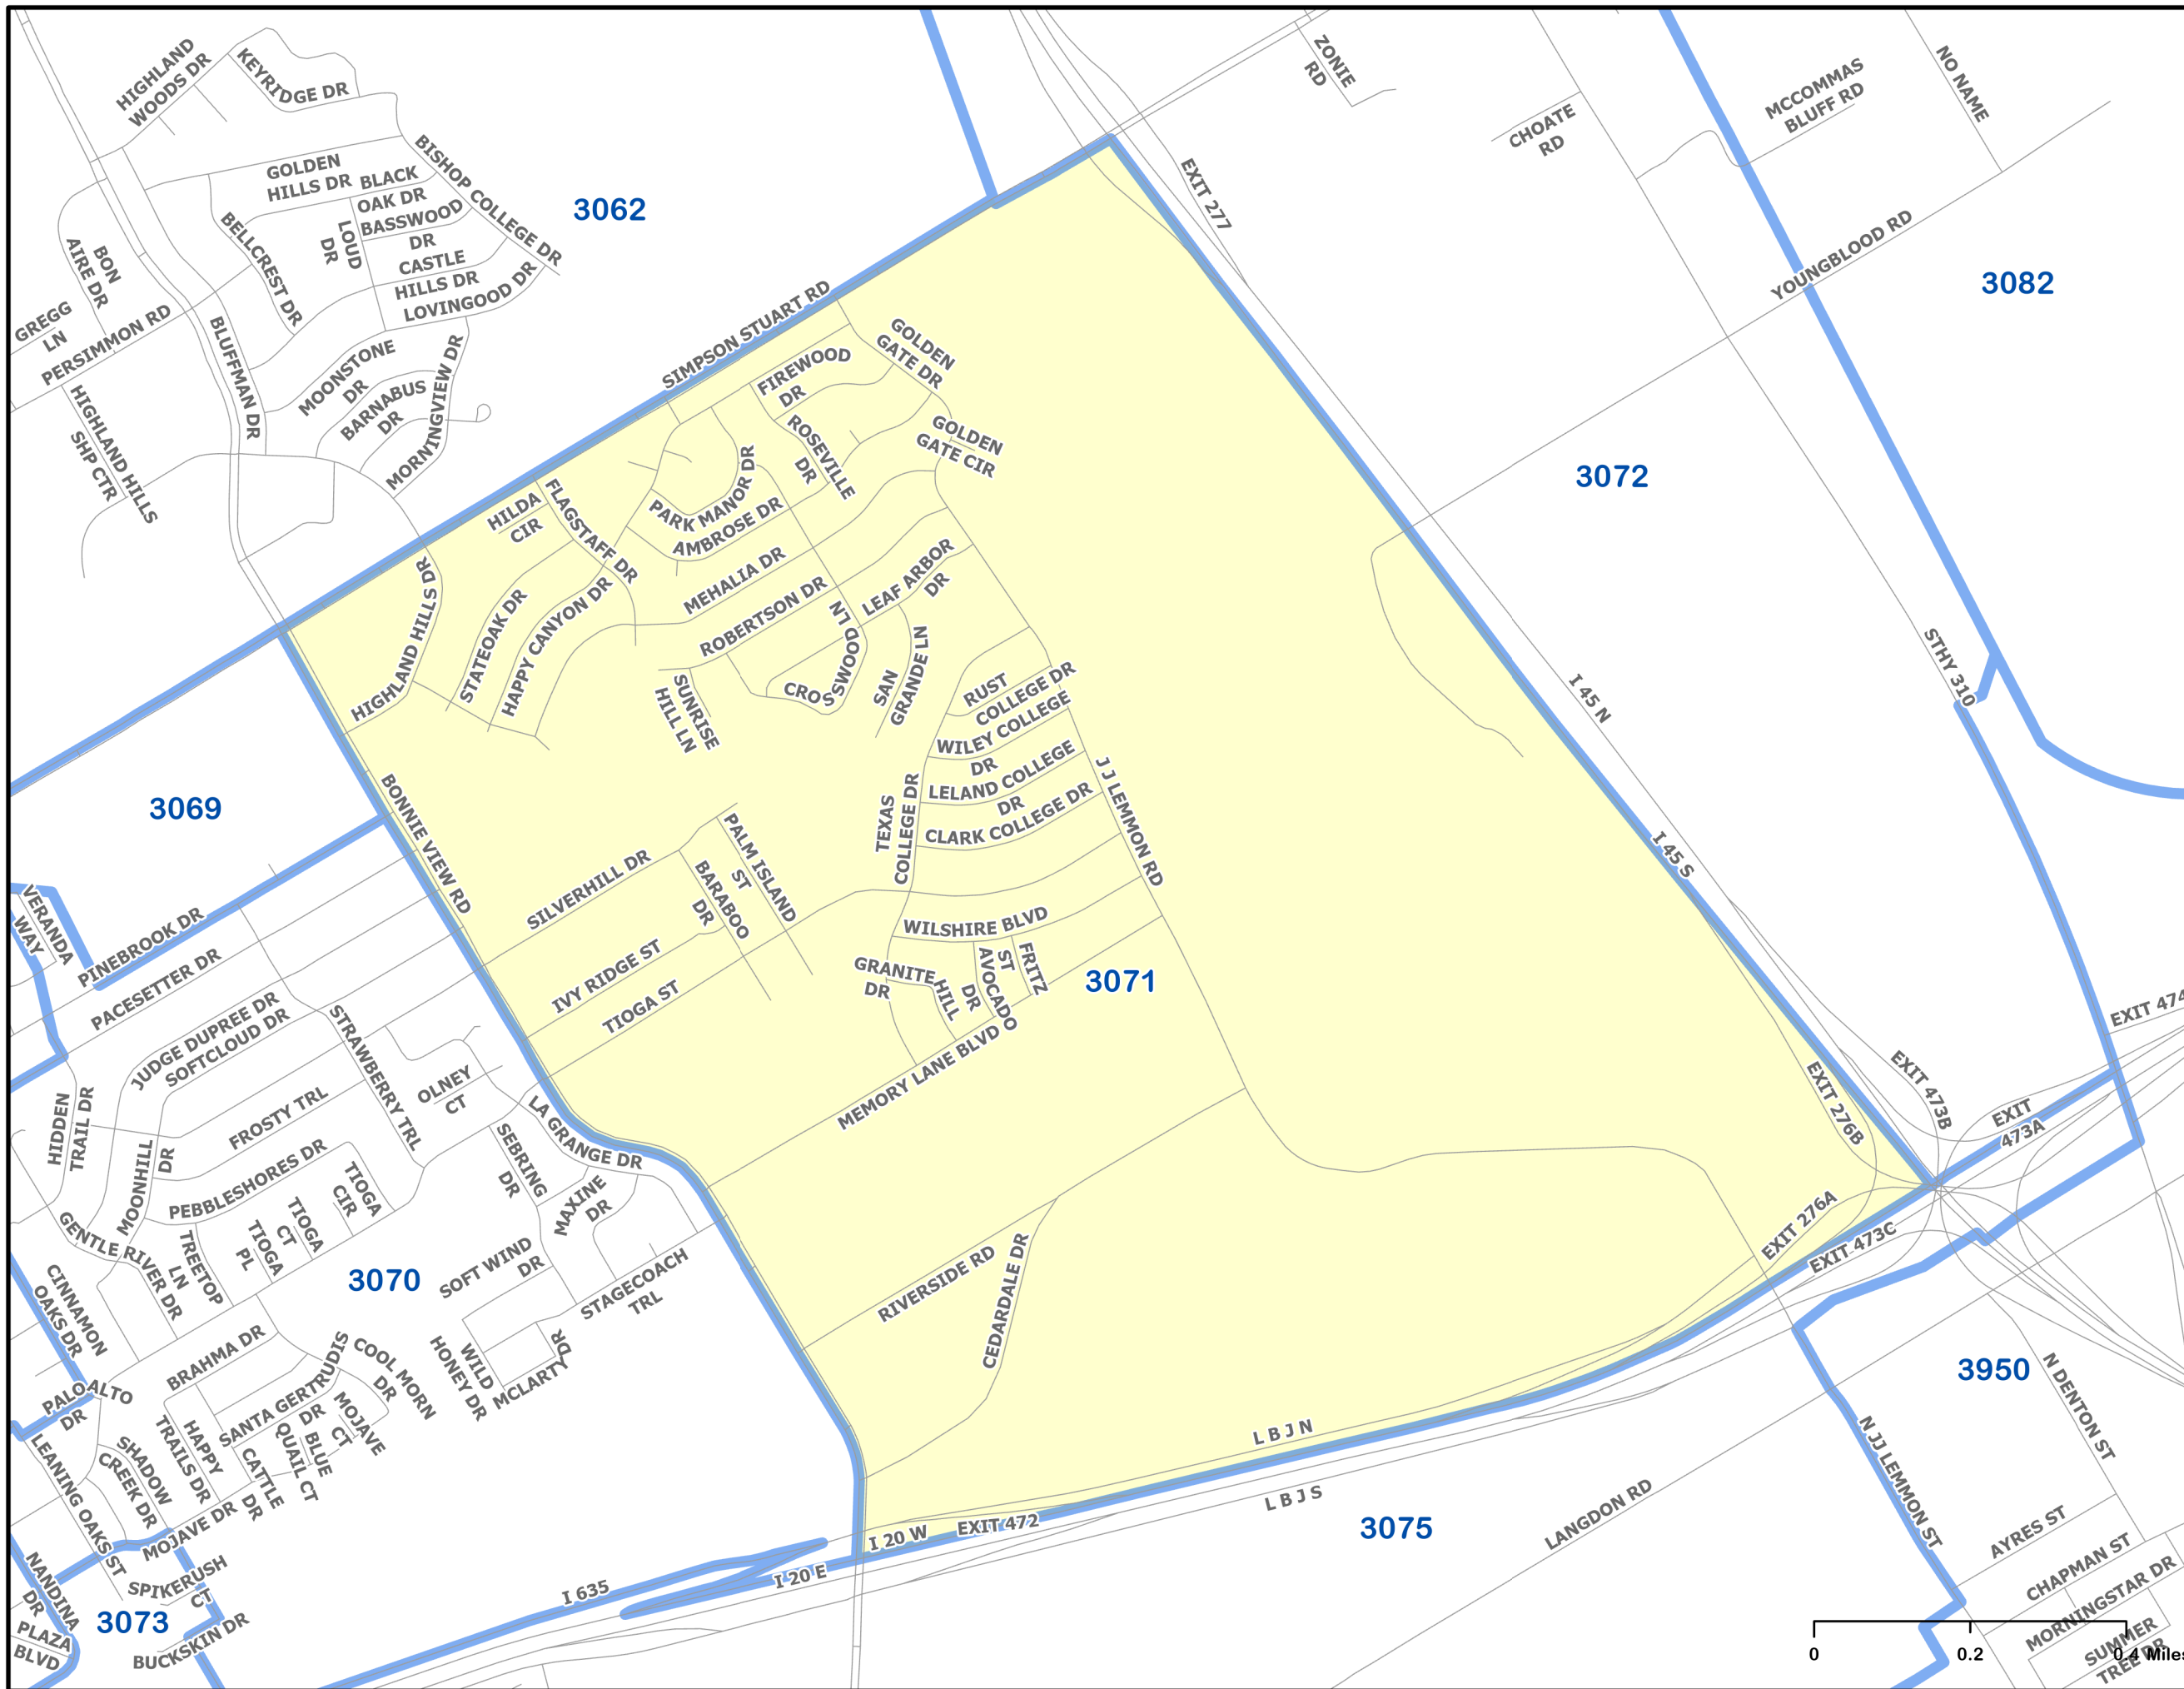 HIGHLAND
WOODS DR
KEYRIDGE DR
ZONIE
RD
CHOATE
RD
MCCOMMAS
BLUFF RD
NO NAME
GOLDEN
HILLS DR
BLACK
OAK DR
BASSWOOD
DR
BISHOP COLLEGE DR
3062
EXIT 277
BON
AIRE DR
BELLCREST DR
LOUD
DR
CASTLE
HILLS DR
LOVINGOOD DR
YOUNGBLOOD RD
3082
GREGG
LN
PERSIMMON RD
BLUFFMAN DR
MOONSTONE
DR
BARNABUS
DR
MORNINGVIEW DR
SIMPSON STUART RD
FIREWOOD
DR
GOLDEN
GATE DR
HIGHLAND HILLS
SHP CTR
ROSEVILLE
DR
GOLDEN
GATE CIR
3072
HILDA
CIR
FLAGSTAFF DR
PARK MANOR DR
AMBROSE DR
MEHALIA DR
ROBERTSON DR
LEAF ARBOR
DR
HIGHLAND HILLS DR
STATEOAK DR
HAPPY CANYON DR
CROSSWOOD LN
SAN
GRANDE LN
SUNRISE
HILL LN
RUST
COLLEGE DR
WILEY COLLEGE
DR
LELAND COLLEGE
DR
CLARK COLLEGE DR
TEXAS
COLLEGE DR
J J LEMMON RD
I 45 N
I 45 S
STHY 310
3069
BONNIE VIEW RD
SILVERHILL DR
PALM ISLAND
ST
BARABOO
DR
IVY RIDGE ST
TIOGA ST
WILSHIRE BLVD
GRANITE
HILL
DR
AVOCADO
DR
FRITZ
ST
3071
MEMORY LANE BLVD
VERANDA
WAY
PINEBROOK DR
PACESETTER DR
JUDGE DUPREE DR
SOFTCLOUD DR
STRAWBERRY TRL
OLNEY
CT
HIDDEN
TRAIL DR
FROSTY TRL
MOONHILL
DR
PEBBLESHORES DR
LA GRANGE DR
SEBRING
DR
MAXINE
DR
EXIT 474
EXIT 473B
EXIT
473A
EXIT 276B
EXIT 276A
EXIT 473C
GENTLE RIVER DR
TREETOP
LN
TIOGA
PL
TIOGA
CT
TIOGA
CIR
3070
SOFT WIND
DR
STAGECOACH
TRL
RIVERSIDE RD
CEDARDALE DR
CINNAMON
OAKS DR
BRAHMA DR
SANTA GERTRUDIS
DR
COOL MORN
DR
WILD
HONEY DR
MCLARTY DR
PALO ALTO
DR
MOJAVE
CT
BLUE
QUAIL CT
CATTLE
DR
HAPPY
TRAILS DR
SHADOW
CREEK DR
LEANING OAKS ST
MOJAVE DR
3950
N DENTON ST
N JJ LEMMON ST
L B J N
L B J S
LANGDON RD
3075
AYRES ST
CHAPMAN ST
MORNINGSTAR DR
SUMMER
TREE DR
I 20 W
EXIT 472
I 20 E
I 635
NANDINA
DR
SPIKERUSH
CT
3073
PLAZA
BLVD
BUCKSKIN DR
0 0.2 0.4 Miles